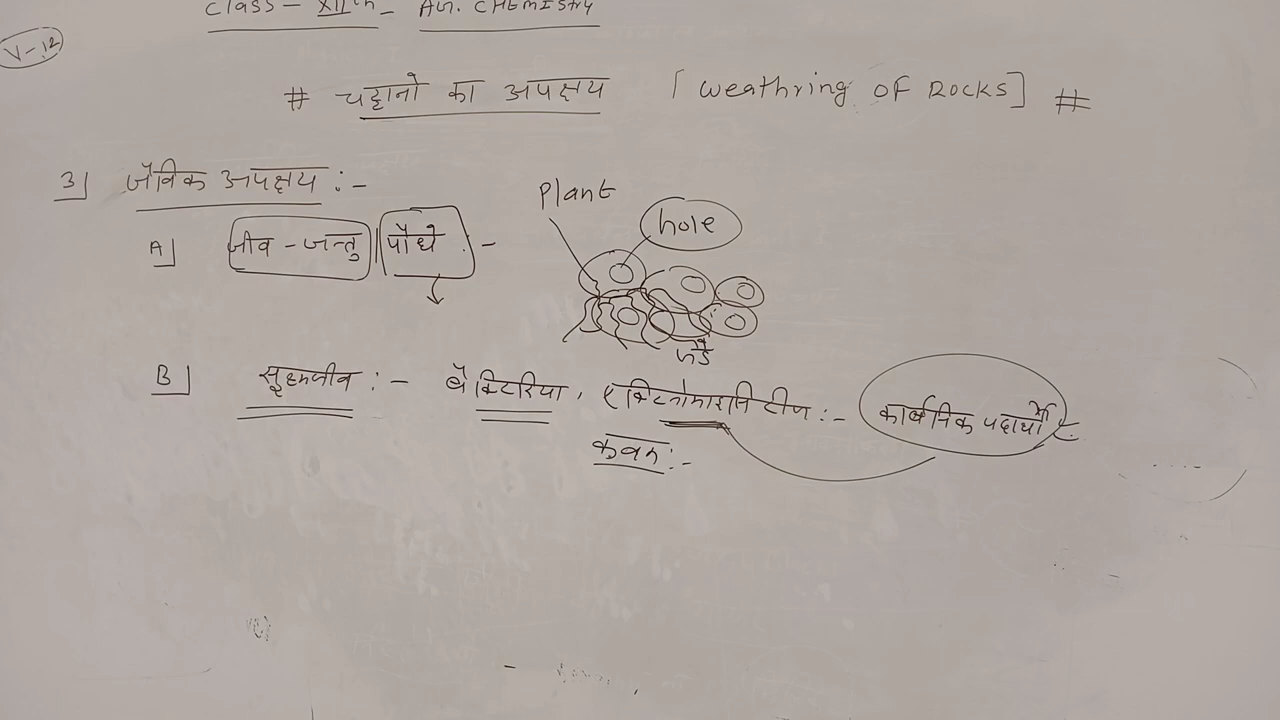 Class - XIIth - Ag. CHEMISTRY
V-12
# चट्टानो का अपक्षय [Weathring OF ROCKS] #
3] जैविक अपक्षय :-
Plant
hole
A] जीव - जन्तु | पौधे :-
जड़े
B] सूक्ष्मजीव :- बैक्टिरिया, एक्टिनोमाइसिटीज :- कार्बनिक पदार्थो
कवक :-